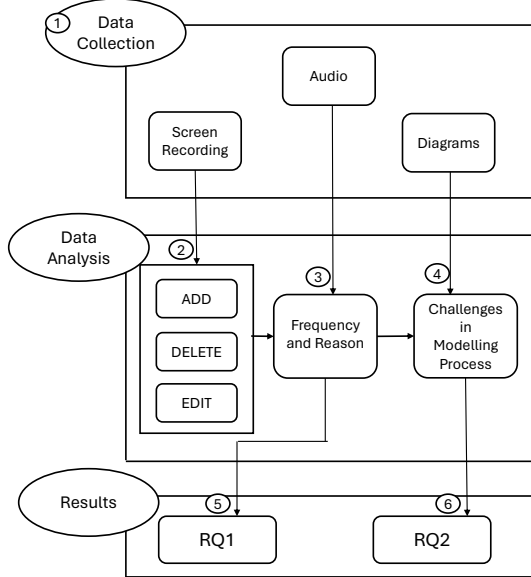 1
Data
Collection
Audio
Screen
Recording
Diagrams
Data
Analysis
2
3
4
ADD
DELETE
EDIT
Frequency
and Reason
Challenges
in
Modelling
Process
Results
5
6
RQ1
RQ2